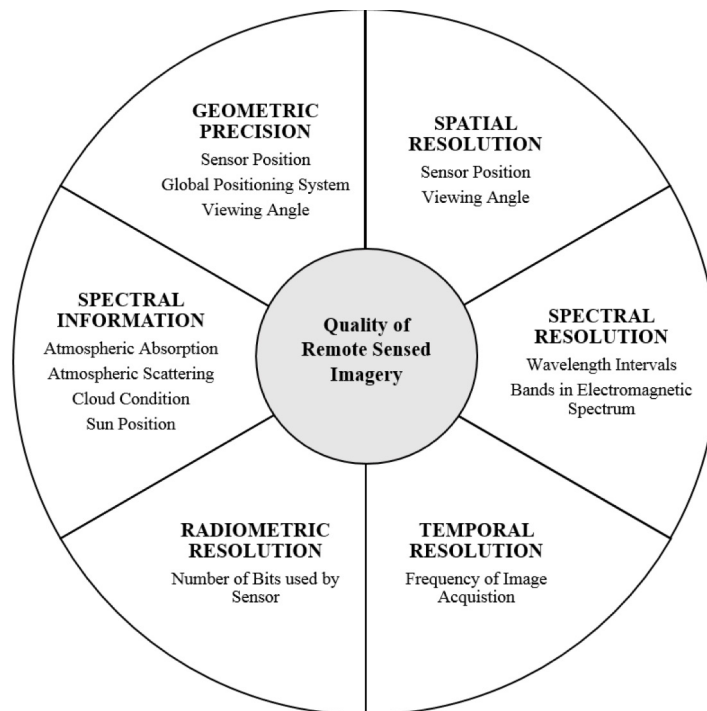 GEOMETRIC
PRECISION
Sensor Position
Global Positioning System
Viewing Angle
SPATIAL
RESOLUTION
Sensor Position
Viewing Angle
SPECTRAL
INFORMATION
Atmospheric Absorption
Atmospheric Scattering
Cloud Condition
Sun Position
Quality of
Remote Sensed
Imagery
SPECTRAL
RESOLUTION
Wavelength Intervals
Bands in Electromagnetic
Spectrum
RADIOMETRIC
RESOLUTION
Number of Bits used by
Sensor
TEMPORAL
RESOLUTION
Frequency of Image
Acquistion